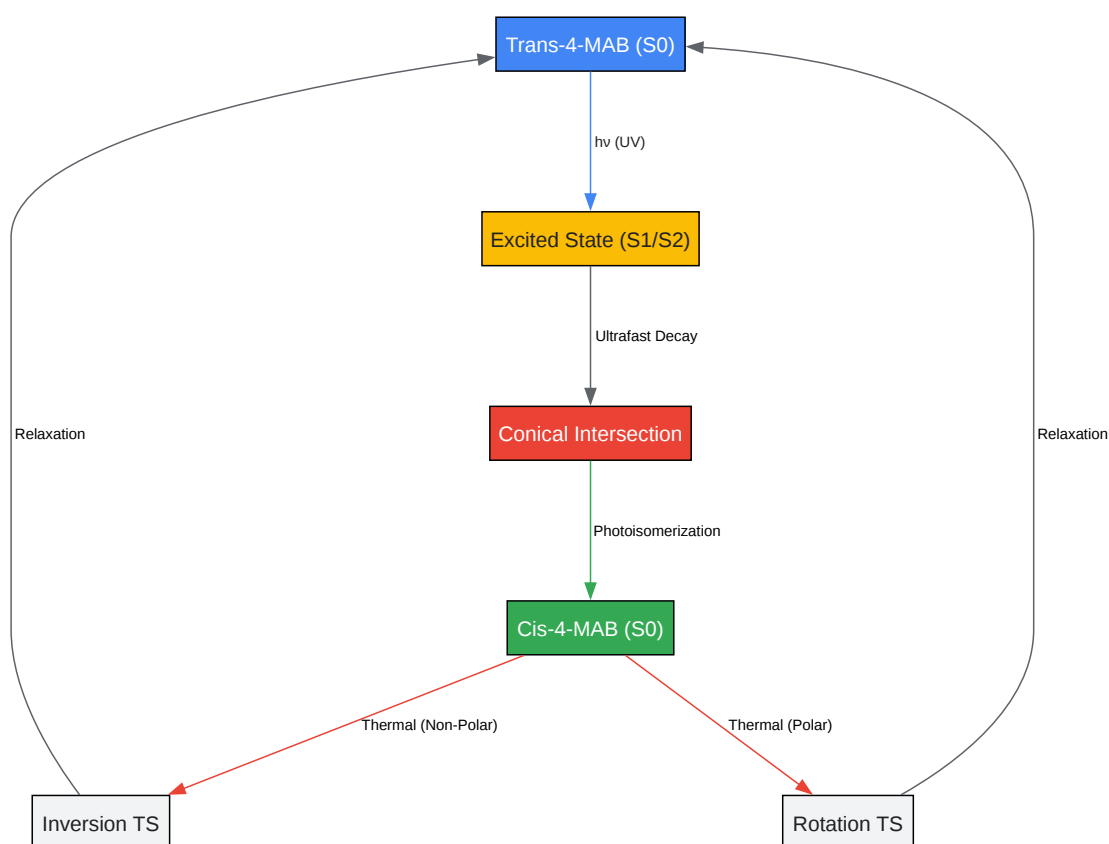 Trans-4-MAB (S0)
hν (UV)
Excited State (S1/S2)
Ultrafast Decay
Conical Intersection
Relaxation
Relaxation
Photoisomerization
Cis-4-MAB (S0)
Thermal (Non-Polar)
Thermal (Polar)
Inversion TS
Rotation TS